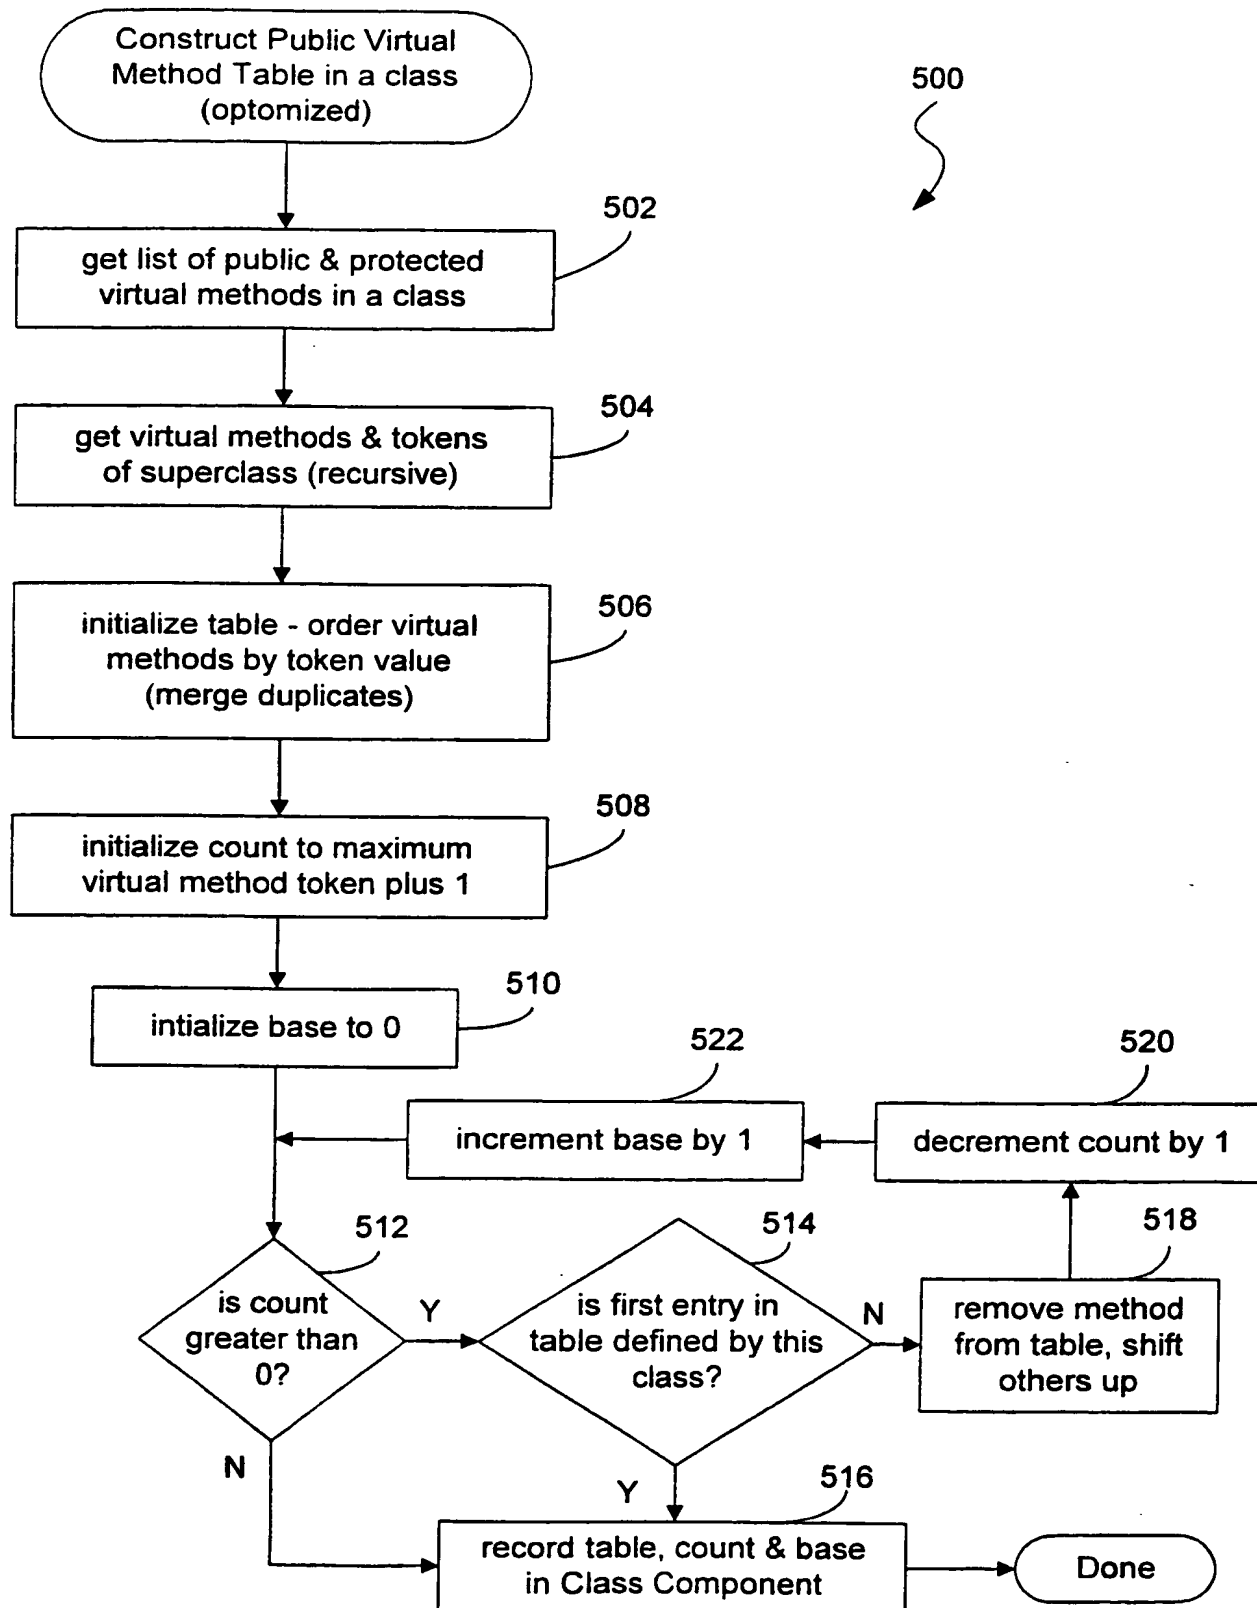 Construct Public Virtual
Method Table in a class
(optomized)
500
502
get list of public & protected
virtual methods in a class
504
get virtual methods & tokens
of superclass (recursive)
506
initialize table - order virtual
methods by token value
(merge duplicates)
508
initialize count to maximum
virtual method token plus 1
510
intialize base to 0
522
increment base by 1
520
decrement count by 1
512
is count
greater than
0?
Y
N
514
is first entry in
table defined by this
class?
N
Y
518
remove method
from table, shift
others up
516
record table, count & base
in Class Component
Done